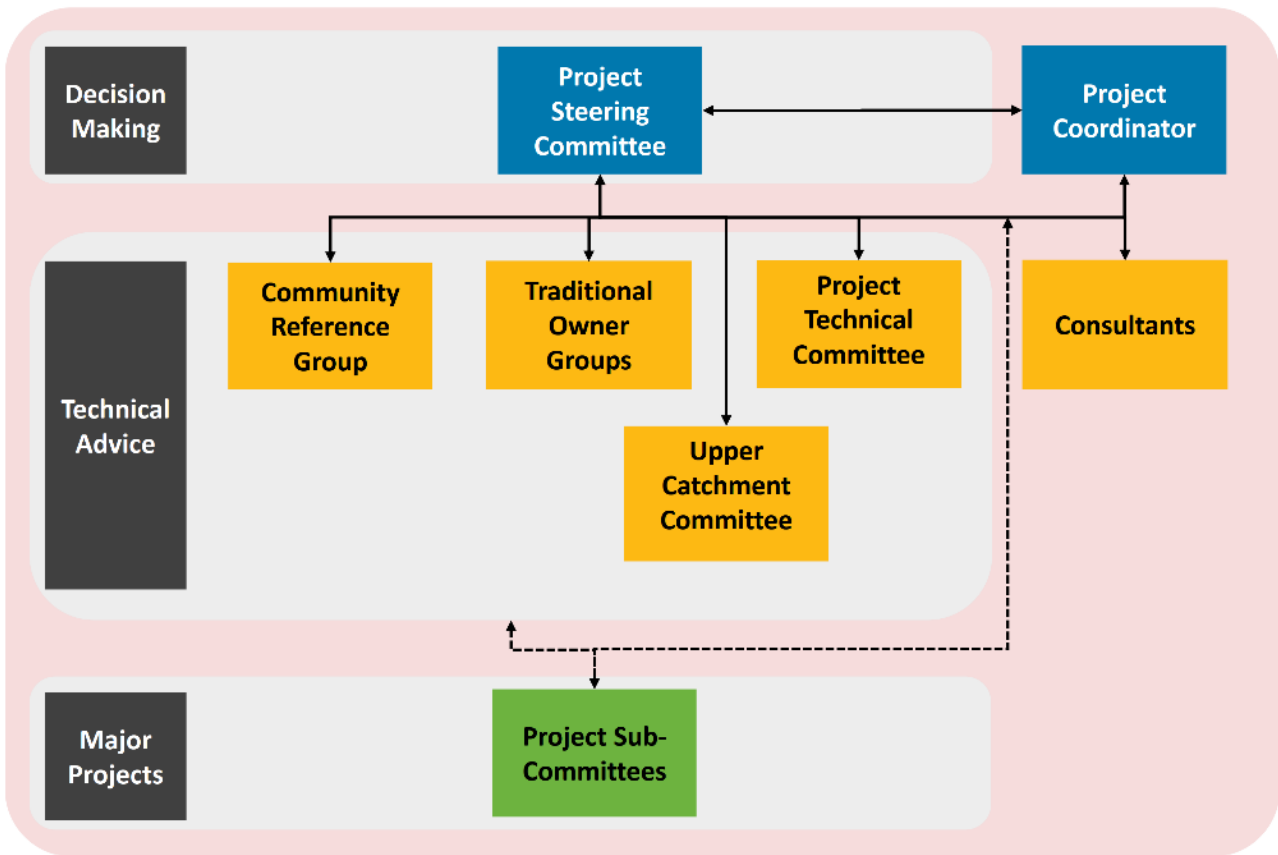 Decision
Making
Project
Steering
Committee
Project
Coordinator
Technical
Advice
Community
Reference
Group
Traditional
Owner
Groups
Project
Technical
Committee
Consultants
Upper
Catchment
Committee
Major
Projects
Project Sub-
Committees